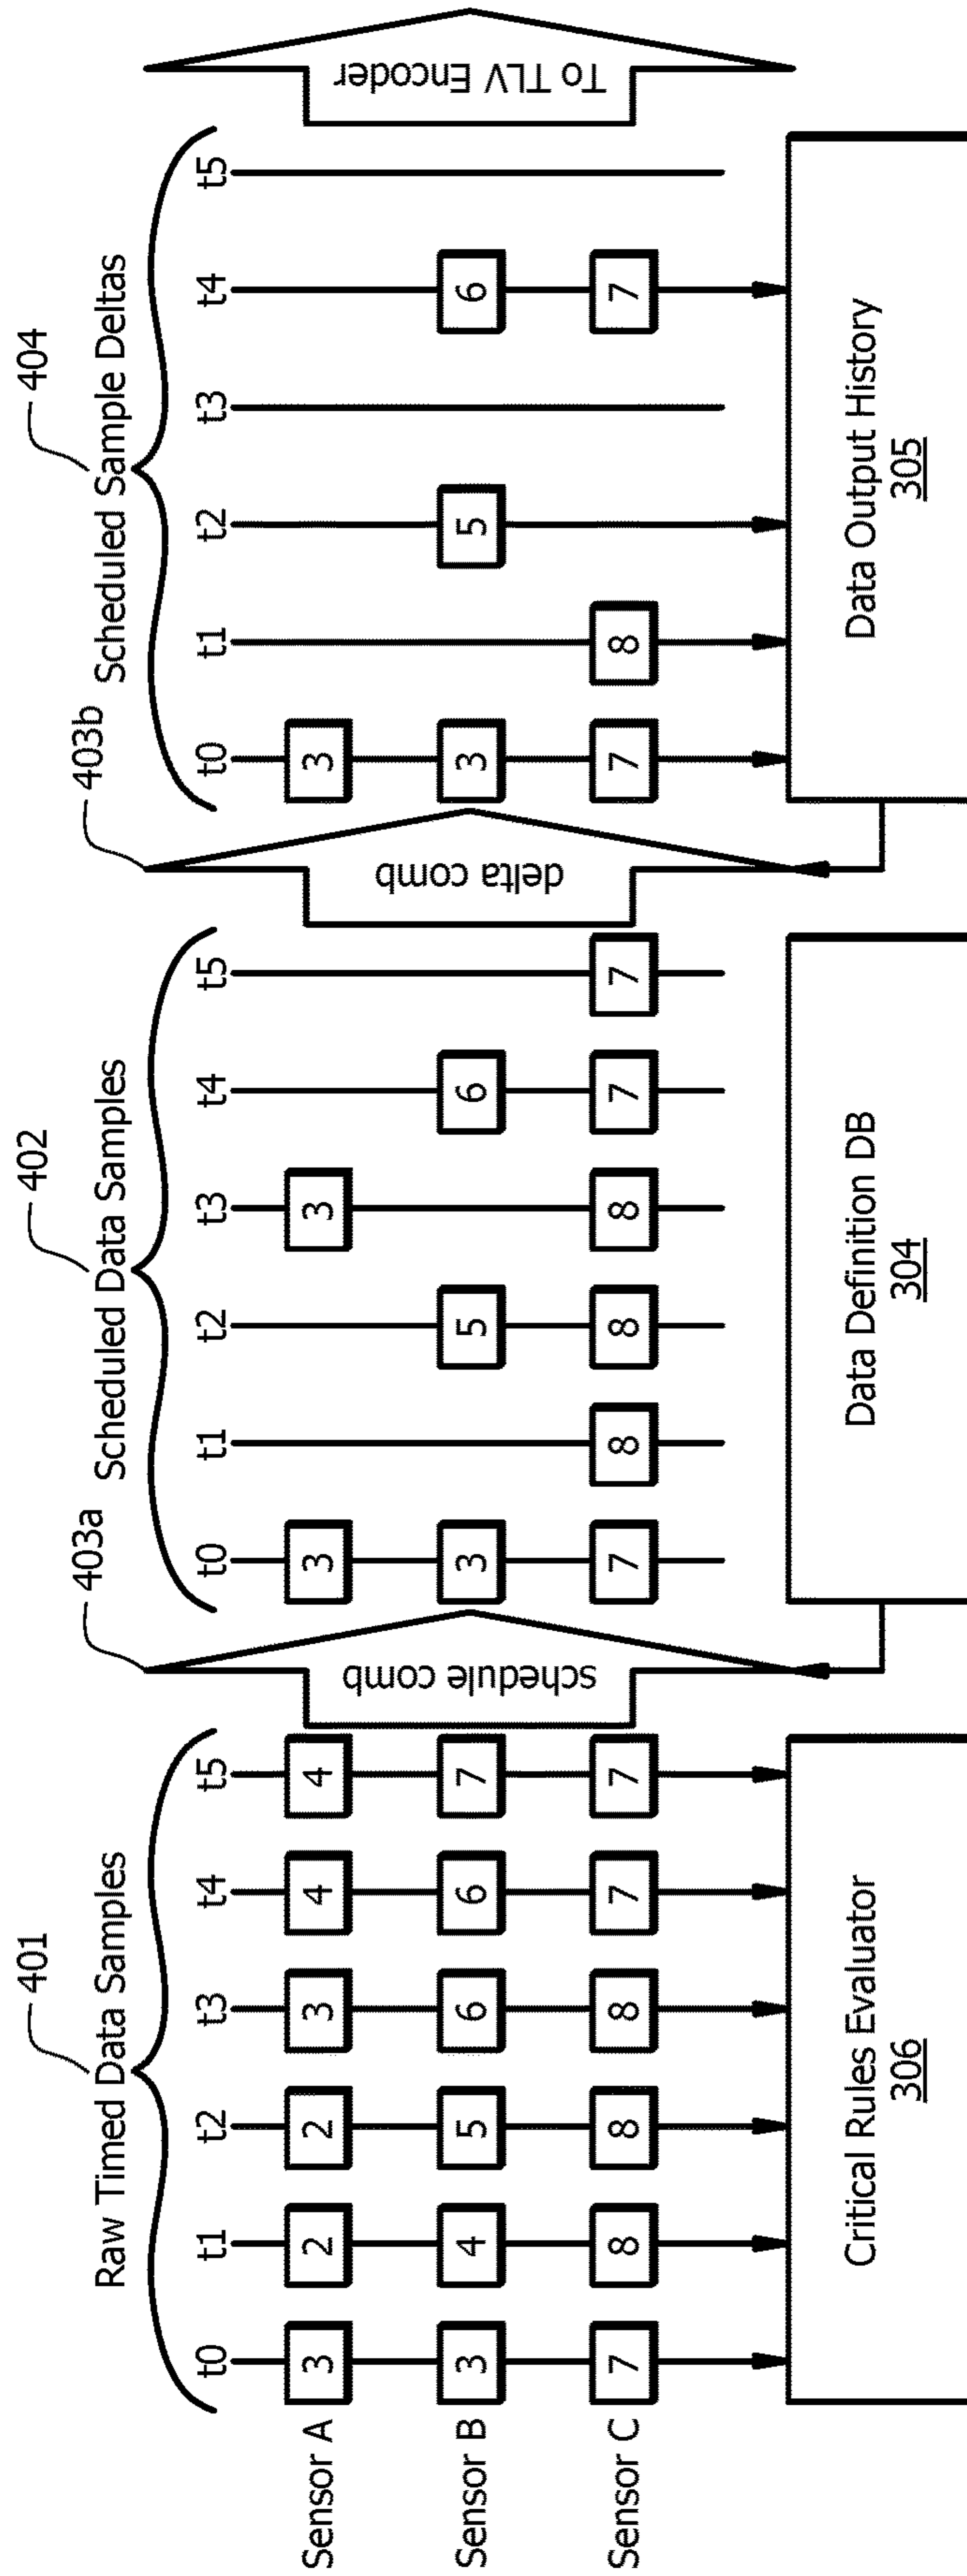 401
402
404
403a
403b
Raw Timed Data Samples
Scheduled Data Samples
Scheduled Sample Deltas
t0 t1 t2 t3 t4 t5
t0 t1 t2 t3 t4 t5
t0 t1 t2 t3 t4 t5
Sensor A
3 2 2 3 4 4
3 3
3
Sensor B
3 4 5 6 6 7
3 5 6
3 5 6
Sensor C
7 8 8 8 7 7
7 8 8 8 7 7
7 8 7
schedule comb
delta comb
To TLV Encoder
Critical Rules Evaluator
306
Data Definition DB
304
Data Output History
305